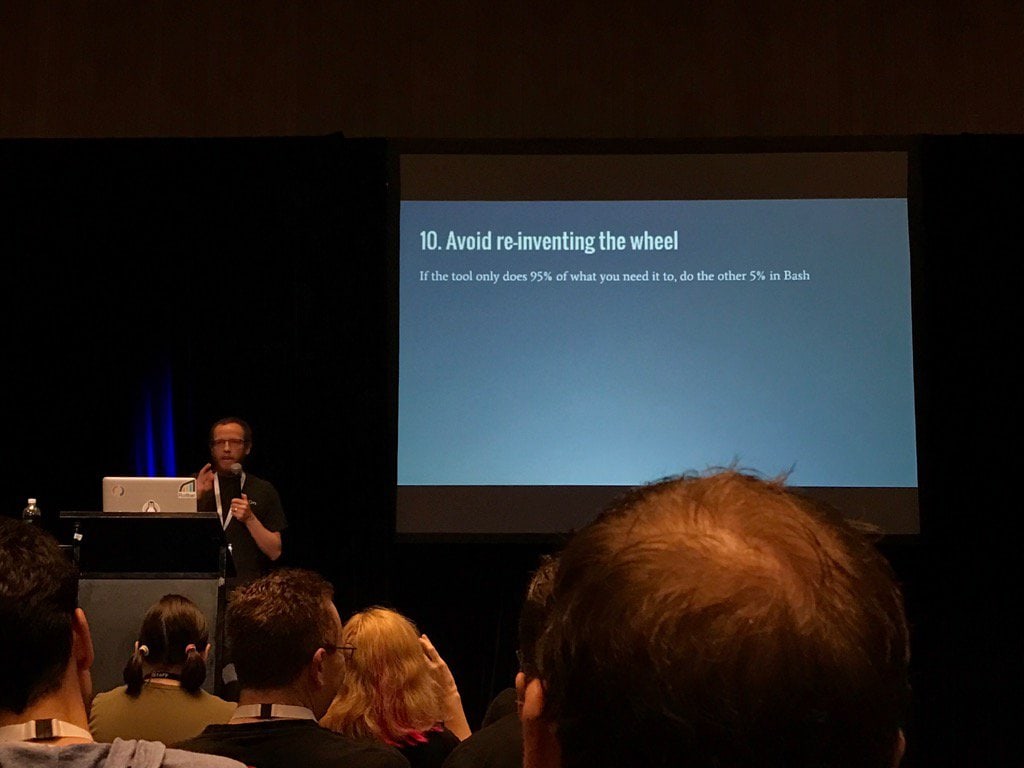 10. Avoid re-inventing the wheel
If the tool only does 95% of what you need it to, do the other 5% in Bash